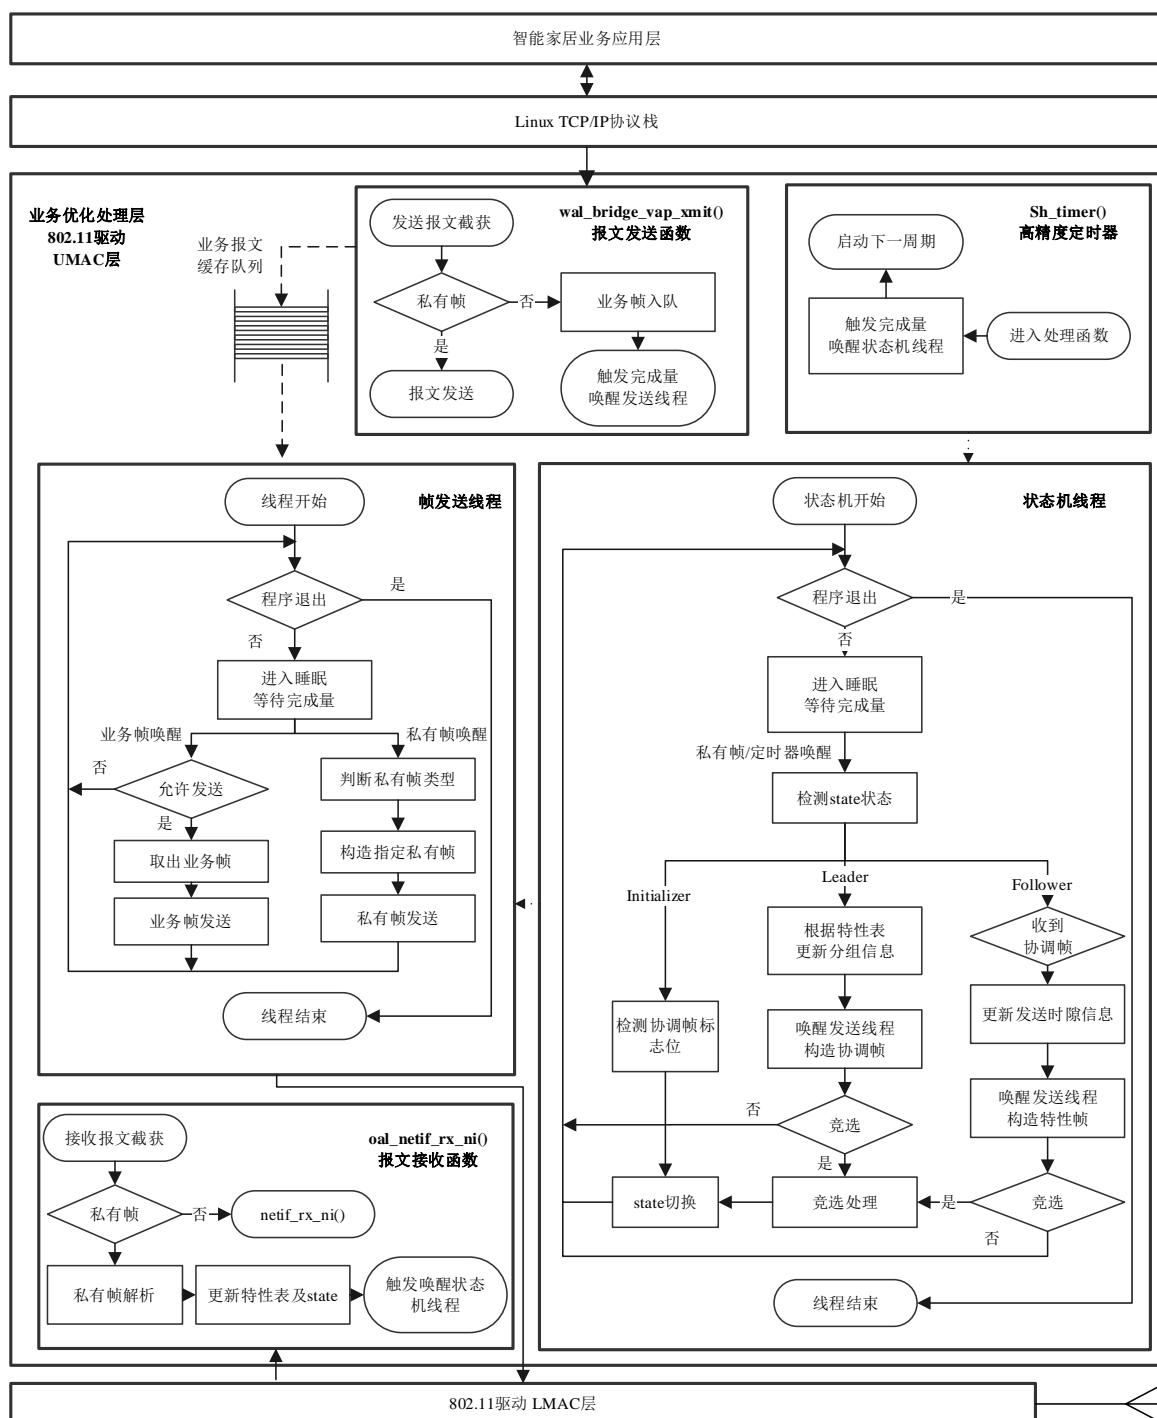 智能家居业务应用层
Linux TCP/IP协议栈
业务优化处理层
802.11驱动
UMAC层
业务报文
缓存队列
发送报文截获
wal_bridge_vap_xmit()
报文发送函数
私有帧
否
业务帧入队
是
报文发送
触发完成量
唤醒发送线程
Sh_timer()
高精度定时器
启动下一周期
触发完成量
唤醒状态机线程
进入处理函数
线程开始
帧发送线程
程序退出
是
否
进入睡眠
等待完成量
业务帧唤醒
私有帧唤醒
否
允许发送
判断私有帧类型
是
取出业务帧
构造指定私有帧
业务帧发送
私有帧发送
线程结束
状态机开始
状态机线程
程序退出
是
否
进入睡眠
等待完成量
私有帧/定时器唤醒
检测state状态
Initializer
Leader
Follower
根据特性表
更新分组信息
收到
协调帧
检测协调帧标
志位
唤醒发送线程
构造协调帧
更新发送时隙信息
唤醒发送线程
构造特性帧
否
竞选
是
state切换
竞选处理
是
竞选
否
线程结束
接收报文截获
oal_netif_rx_ni()
报文接收函数
私有帧
否
netif_rx_ni()
是
私有帧解析
更新特性表及state
触发唤醒状态
机线程
802.11驱动 LMAC层